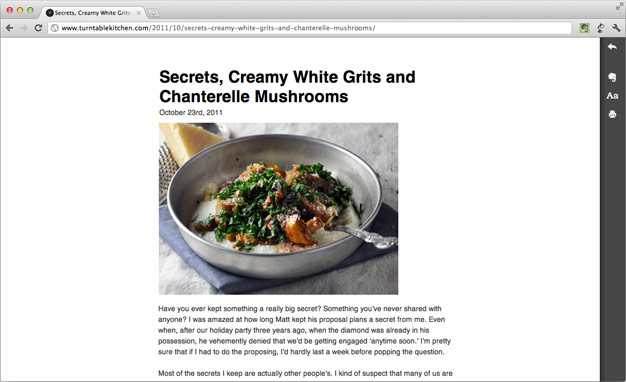 Secrets, Creamy White Grits
www.turntablekitchen.com/2011/10/secrets-creamy-white-grits-and-chanterelle-mushrooms/
Aa
Secrets, Creamy White Grits and
Chanterelle Mushrooms
October 23rd, 2011
Have you ever kept something a really big secret? Something you've never shared with
anyone? I was amazed at how long Matt kept his proposal plans a secret from me. Even
when, after our holiday party three years ago, when the diamond was already in his
possession, he vehemently denied that we'd be getting engaged 'anytime soon.' I'm pretty
sure that if I had to do the proposing, I'd hardly last a week before popping the question.
Most of the secrets I keep are actually other people's. I kind of suspect that many of us are